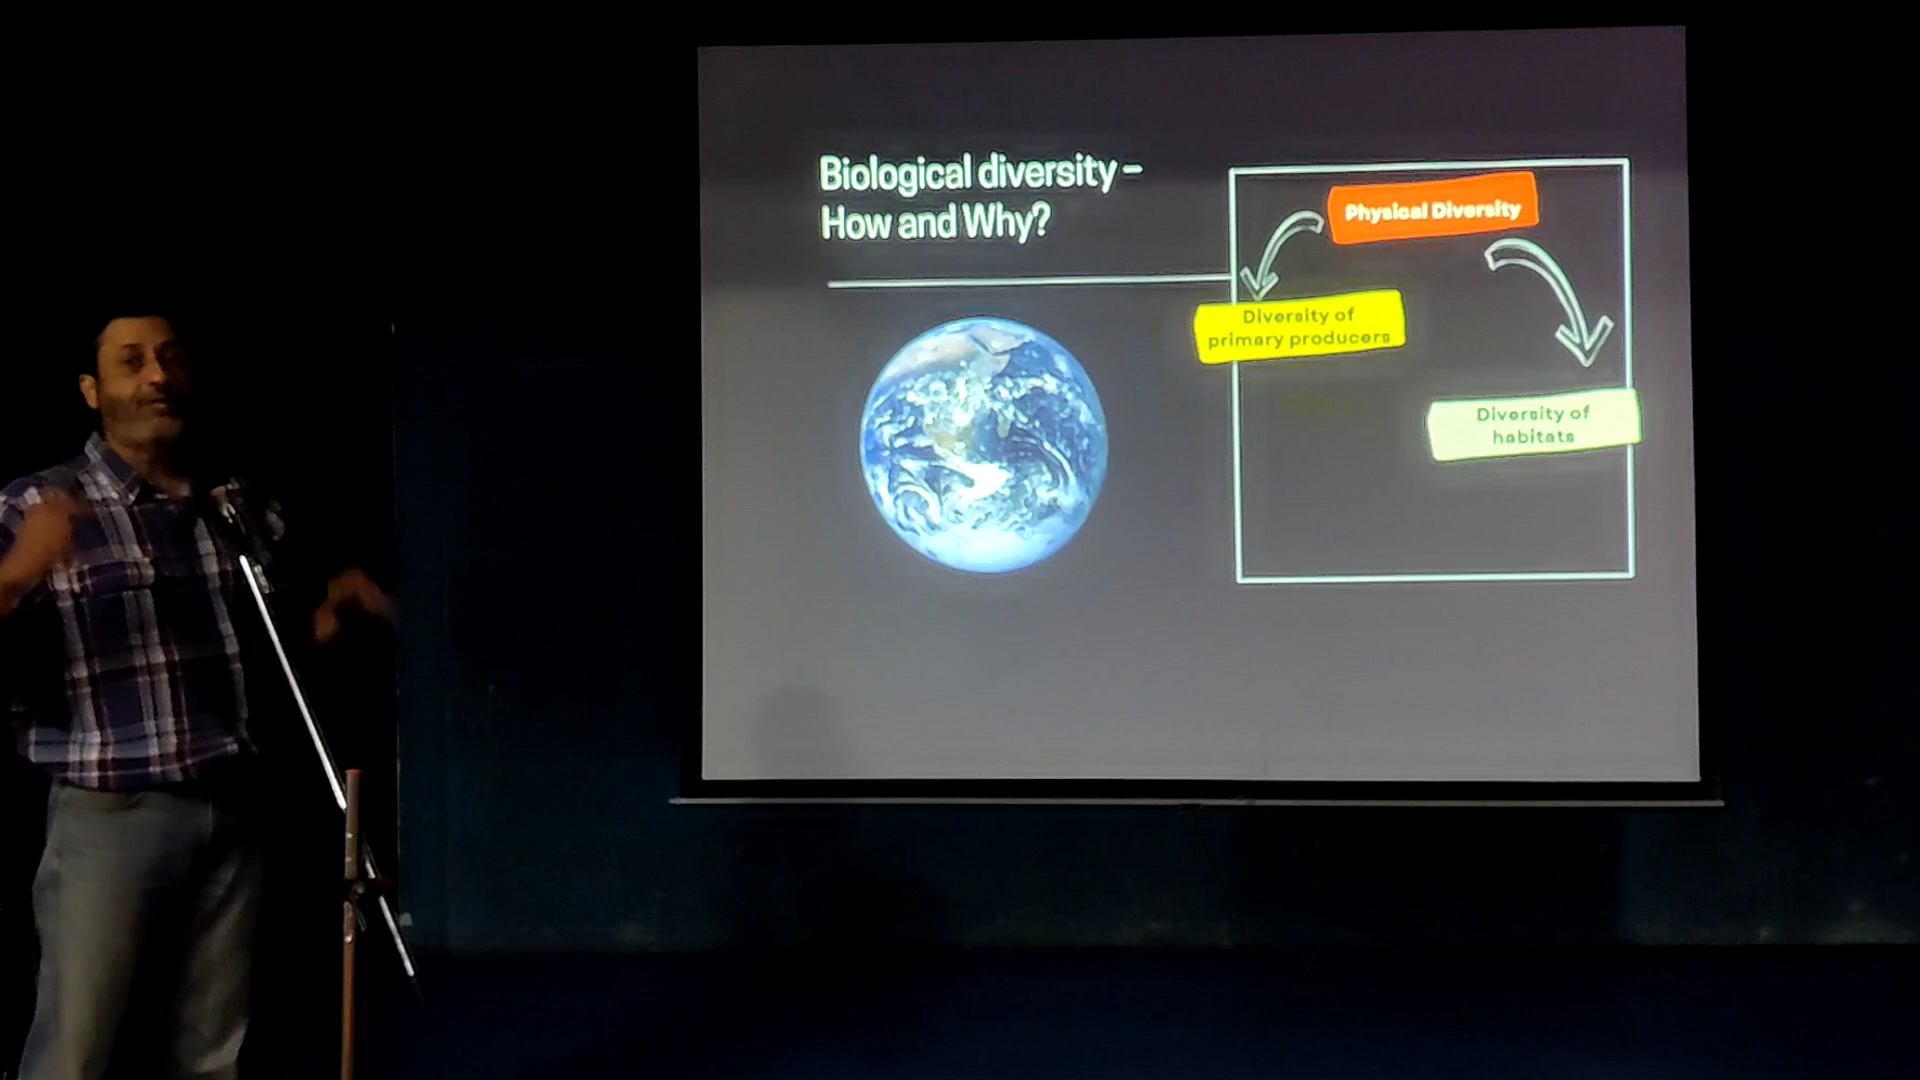 Biological diversity –
How and Why?
Physical Diversity
Diversity of
primary producers
Diversity of
habitats